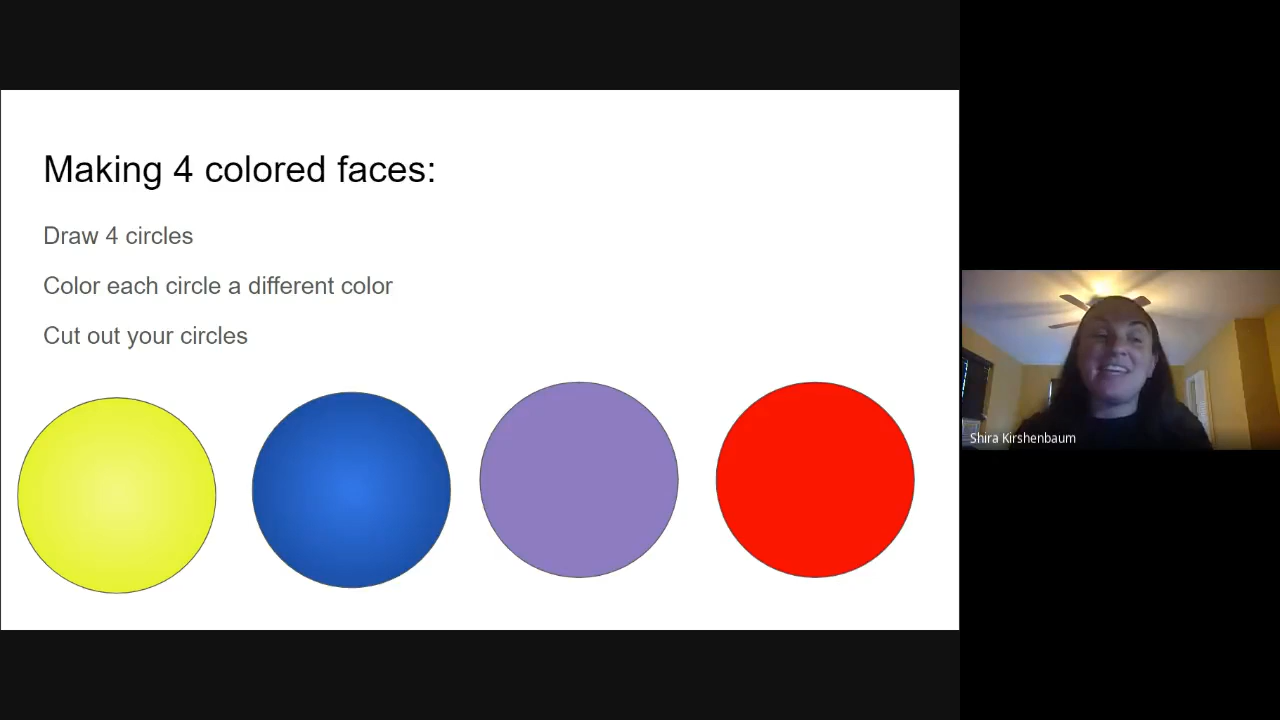 Making 4 colored faces:
Draw 4 circles
Color each circle a different color
Cut out your circles
Shira Kirshenbaum